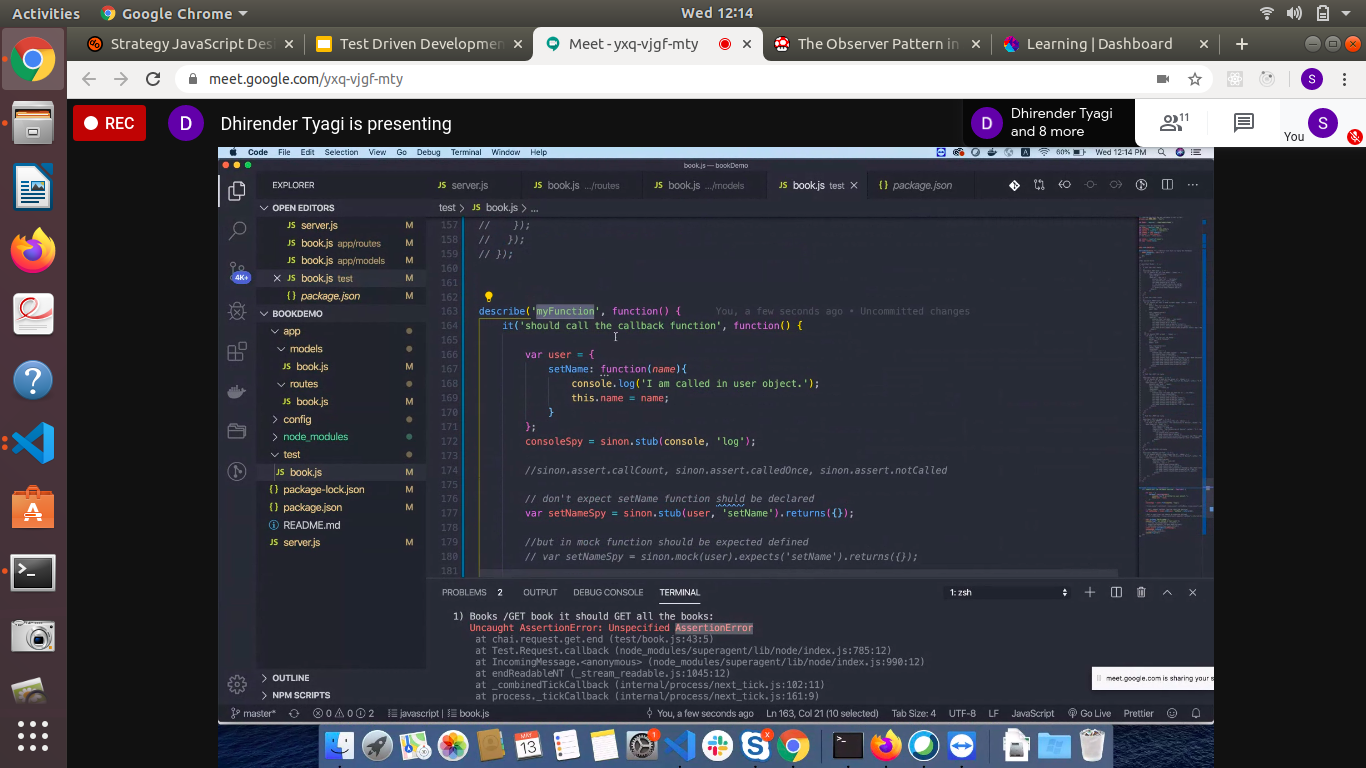 Activities
Google Chrome
Wed 12:14
Strategy JavaScript Des
Test Driven Developmen
Meet - yxq-vjgf-mty
The Observer Pattern in
Learning | Dashboard
meet.google.com/yxq-vjgf-mty
S
REC
D
Dhirender Tyagi is presenting
D
Dhirender Tyagi
and 8 more
11
You
S
Code File Edit Selection View Go Debug Terminal Window Help
60%
Wed 12:14 PM
book.js — bookDemo
EXPLORER
JS server.js
JS book.js .../routes
JS book.js .../models
JS book.js test
JS package.json
test > JS book.js > ...
OPEN EDITORS
JS server.js M
JS book.js app/routes M
JS book.js app/models M
JS book.js test M
{} package.json M
4K+
BOOKDEMO
app
models
JS book.js M
routes
JS book.js M
config
node_modules
test
JS book.js M
{} package-lock.json M
{} package.json M
README.md
JS server.js M
OUTLINE
NPM SCRIPTS
157 // });
158 // });
159 // });
160
161
162
163 describe('myFunction', function() { You, a few seconds ago • Uncommitted changes
164 it('should call the callback function', function() {
165
166 var user = {
167 setName: function(name){
168 console.log('I am called in user object.');
169 this.name = name;
170 }
171 };
172 consoleSpy = sinon.stub(console, 'log');
173
174 //sinon.assert.callCount, sinon.assert.calledOnce, sinon.assert.notCalled
175
176 // don't expect setName function shuld be declared
177 var setNameSpy = sinon.stub(user, 'setName').returns({});
178
179 //but in mock function should be expected defined
180 // var setNameSpy = sinon.mock(user).expects('setName').returns({});
181
PROBLEMS 2 OUTPUT DEBUG CONSOLE TERMINAL
1: zsh
1) Books /GET book it should GET all the books:
Uncaught AssertionError: Unspecified AssertionError
at chai.request.get.end (test/book.js:43:5)
at Test.Request.callback (node_modules/superagent/lib/node/index.js:785:12)
at IncomingMessage.<anonymous> (node_modules/superagent/lib/node/index.js:990:12)
at endReadableNT (_stream_readable.js:1045:12)
at _combinedTickCallback (internal/process/next_tick.js:102:11)
at process._tickCallback (internal/process/next_tick.js:161:9)
meet.google.com is sharing your s
master* 0 0 2 javascript | book.js You, a few seconds ago Ln 163, Col 21 (10 selected) Tab Size: 4 UTF-8 LF JavaScript Go Live Prettier
MAY
13
1